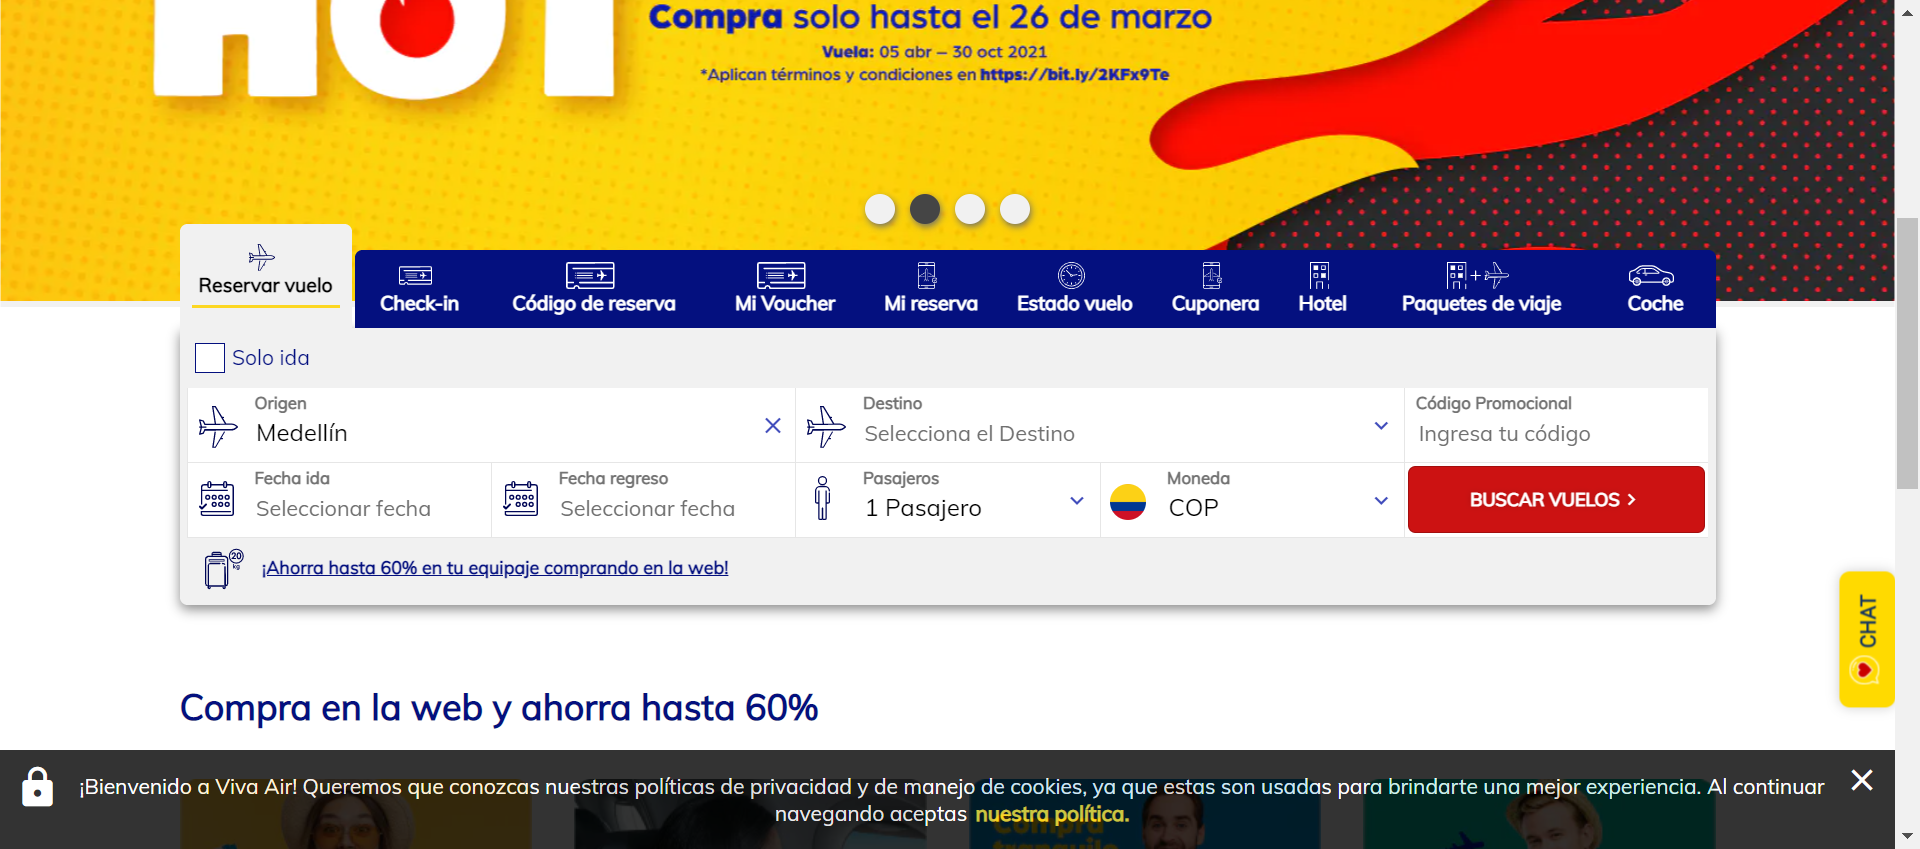 HOT
Compra solo hasta el 26 de marzo
Vuela: 05 abr – 30 oct 2021
*Aplican términos y condiciones en https://bit.ly/2KFx9Te
Reservar vuelo
Check-in
Código de reserva
Mi Voucher
Mi reserva
Estado vuelo
Cuponera
Hotel
Paquetes de viaje
Coche
Solo ida
Origen
Medellín
Destino
Selecciona el Destino
Código Promocional
Ingresa tu código
Fecha ida
Seleccionar fecha
Fecha regreso
Seleccionar fecha
Pasajeros
1 Pasajero
Moneda
COP
BUSCAR VUELOS >
20
kg
¡Ahorra hasta 60% en tu equipaje comprando en la web!
CHAT
Compra en la web y ahorra hasta 60%
¡Bienvenido a Viva Air! Queremos que conozcas nuestras políticas de privacidad y de manejo de cookies, ya que estas son usadas para brindarte una mejor experiencia. Al continuar
navegando aceptas nuestra política.
Compra
tranquilo